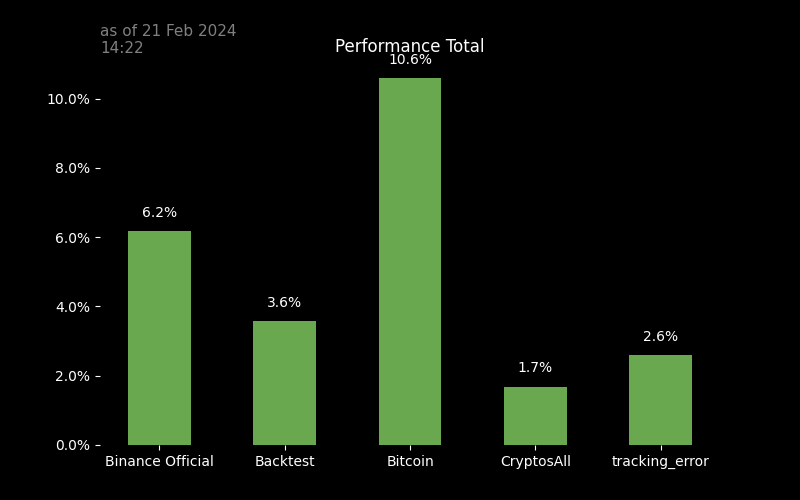 as of 21 Feb 2024
14:22
Performance Total
10.6%
10.0%
8.0%
6.2%
6.0%
4.0%
3.6%
2.6%
2.0%
1.7%
0.0%
Binance Official
Backtest
Bitcoin
CryptosAll
tracking_error